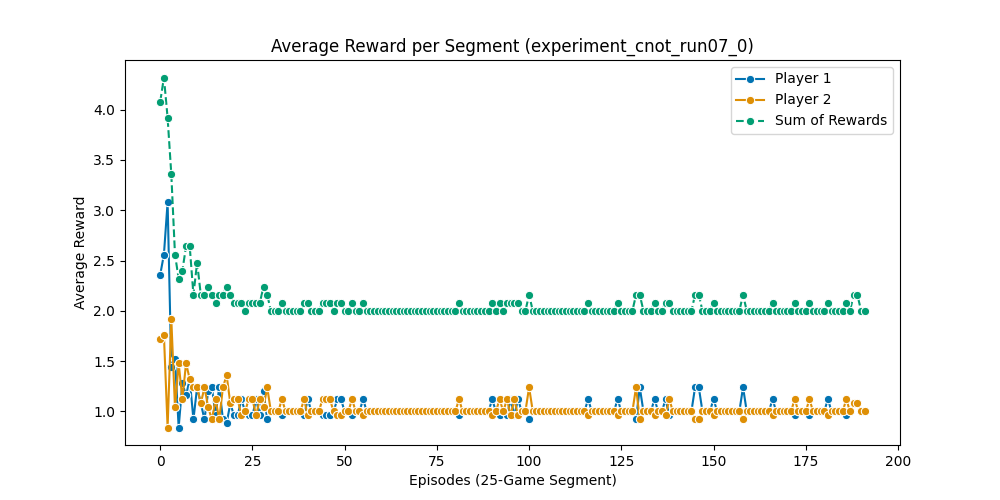 Average Reward per Segment (experiment_cnot_run07_0)
Player 1
Player 2
Sum of Rewards
Average Reward
4.0
3.5
3.0
2.5
2.0
1.5
1.0
0 25 50 75 100 125 150 175 200
Episodes (25-Game Segment)